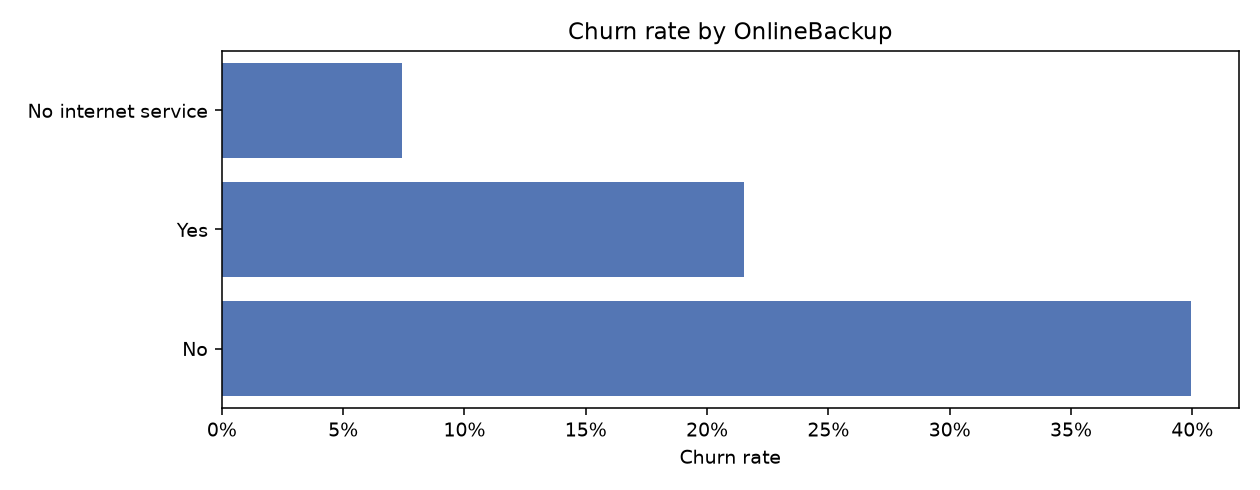 Churn rate by OnlineBackup
No internet service
Yes
No
0% 5% 10% 15% 20% 25% 30% 35% 40%
Churn rate